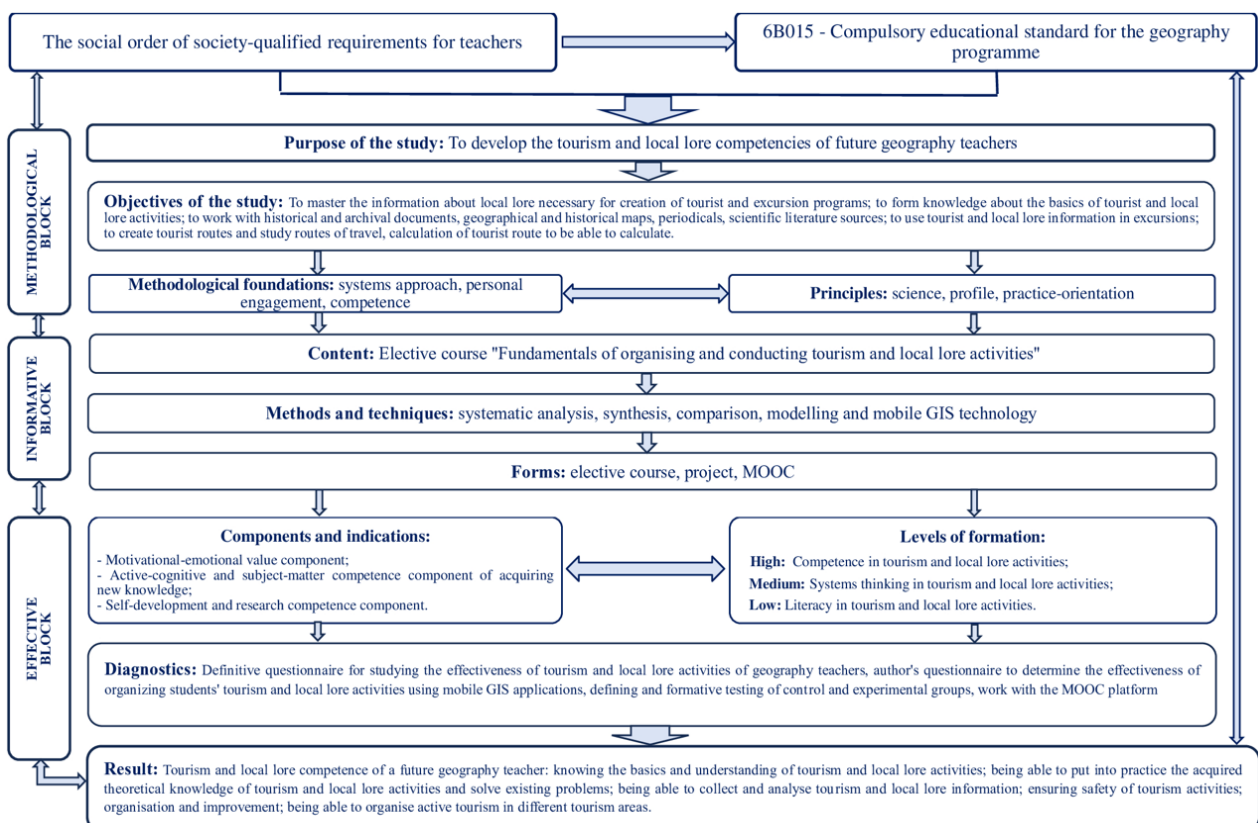 The social order of society-qualified requirements for teachers
6B015 - Compulsory educational standard for the geography
programme
METHODOLOGICAL
BLOCK
Purpose of the study: To develop the tourism and local lore competencies of future geography teachers
Objectives of the study: To master the information about local lore necessary for creation of tourist and excursion programs; to form knowledge about the basics of tourist and local
lore activities; to work with historical and archival documents, geographical and historical maps, periodicals, scientific literature sources; to use tourist and local lore information in excursions;
to create tourist routes and study routes of travel, calculation of tourist route to be able to calculate.
Methodological foundations: systems approach, personal
engagement, competence
Principles: science, profile, practice-orientation
INFORMATIVE
BLOCK
Content: Elective course "Fundamentals of organising and conducting tourism and local lore activities"
Methods and techniques: systematic analysis, synthesis, comparison, modelling and mobile GIS technology
Forms: elective course, project, MOOC
EFFECTIVE
BLOCK
Components and indications:
- Motivational-emotional value component;
- Active-cognitive and subject-matter competence component of acquiring
new knowledge;
- Self-development and research competence component.
Levels of formation:
High: Competence in tourism and local lore activities;
Medium: Systems thinking in tourism and local lore activities;
Low: Literacy in tourism and local lore activities.
Diagnostics: Definitive questionnaire for studying the effectiveness of tourism and local lore activities of geography teachers, author's questionnaire to determine the effectiveness of
organizing students' tourism and local lore activities using mobile GIS applications, defining and formative testing of control and experimental groups, work with the MOOC platform
Result: Tourism and local lore competence of a future geography teacher: knowing the basics and understanding of tourism and local lore activities; being able to put into practice the acquired
theoretical knowledge of tourism and local lore activities and solve existing problems; being able to collect and analyse tourism and local lore information; ensuring safety of tourism activities;
organisation and improvement; being able to organise active tourism in different tourism areas.